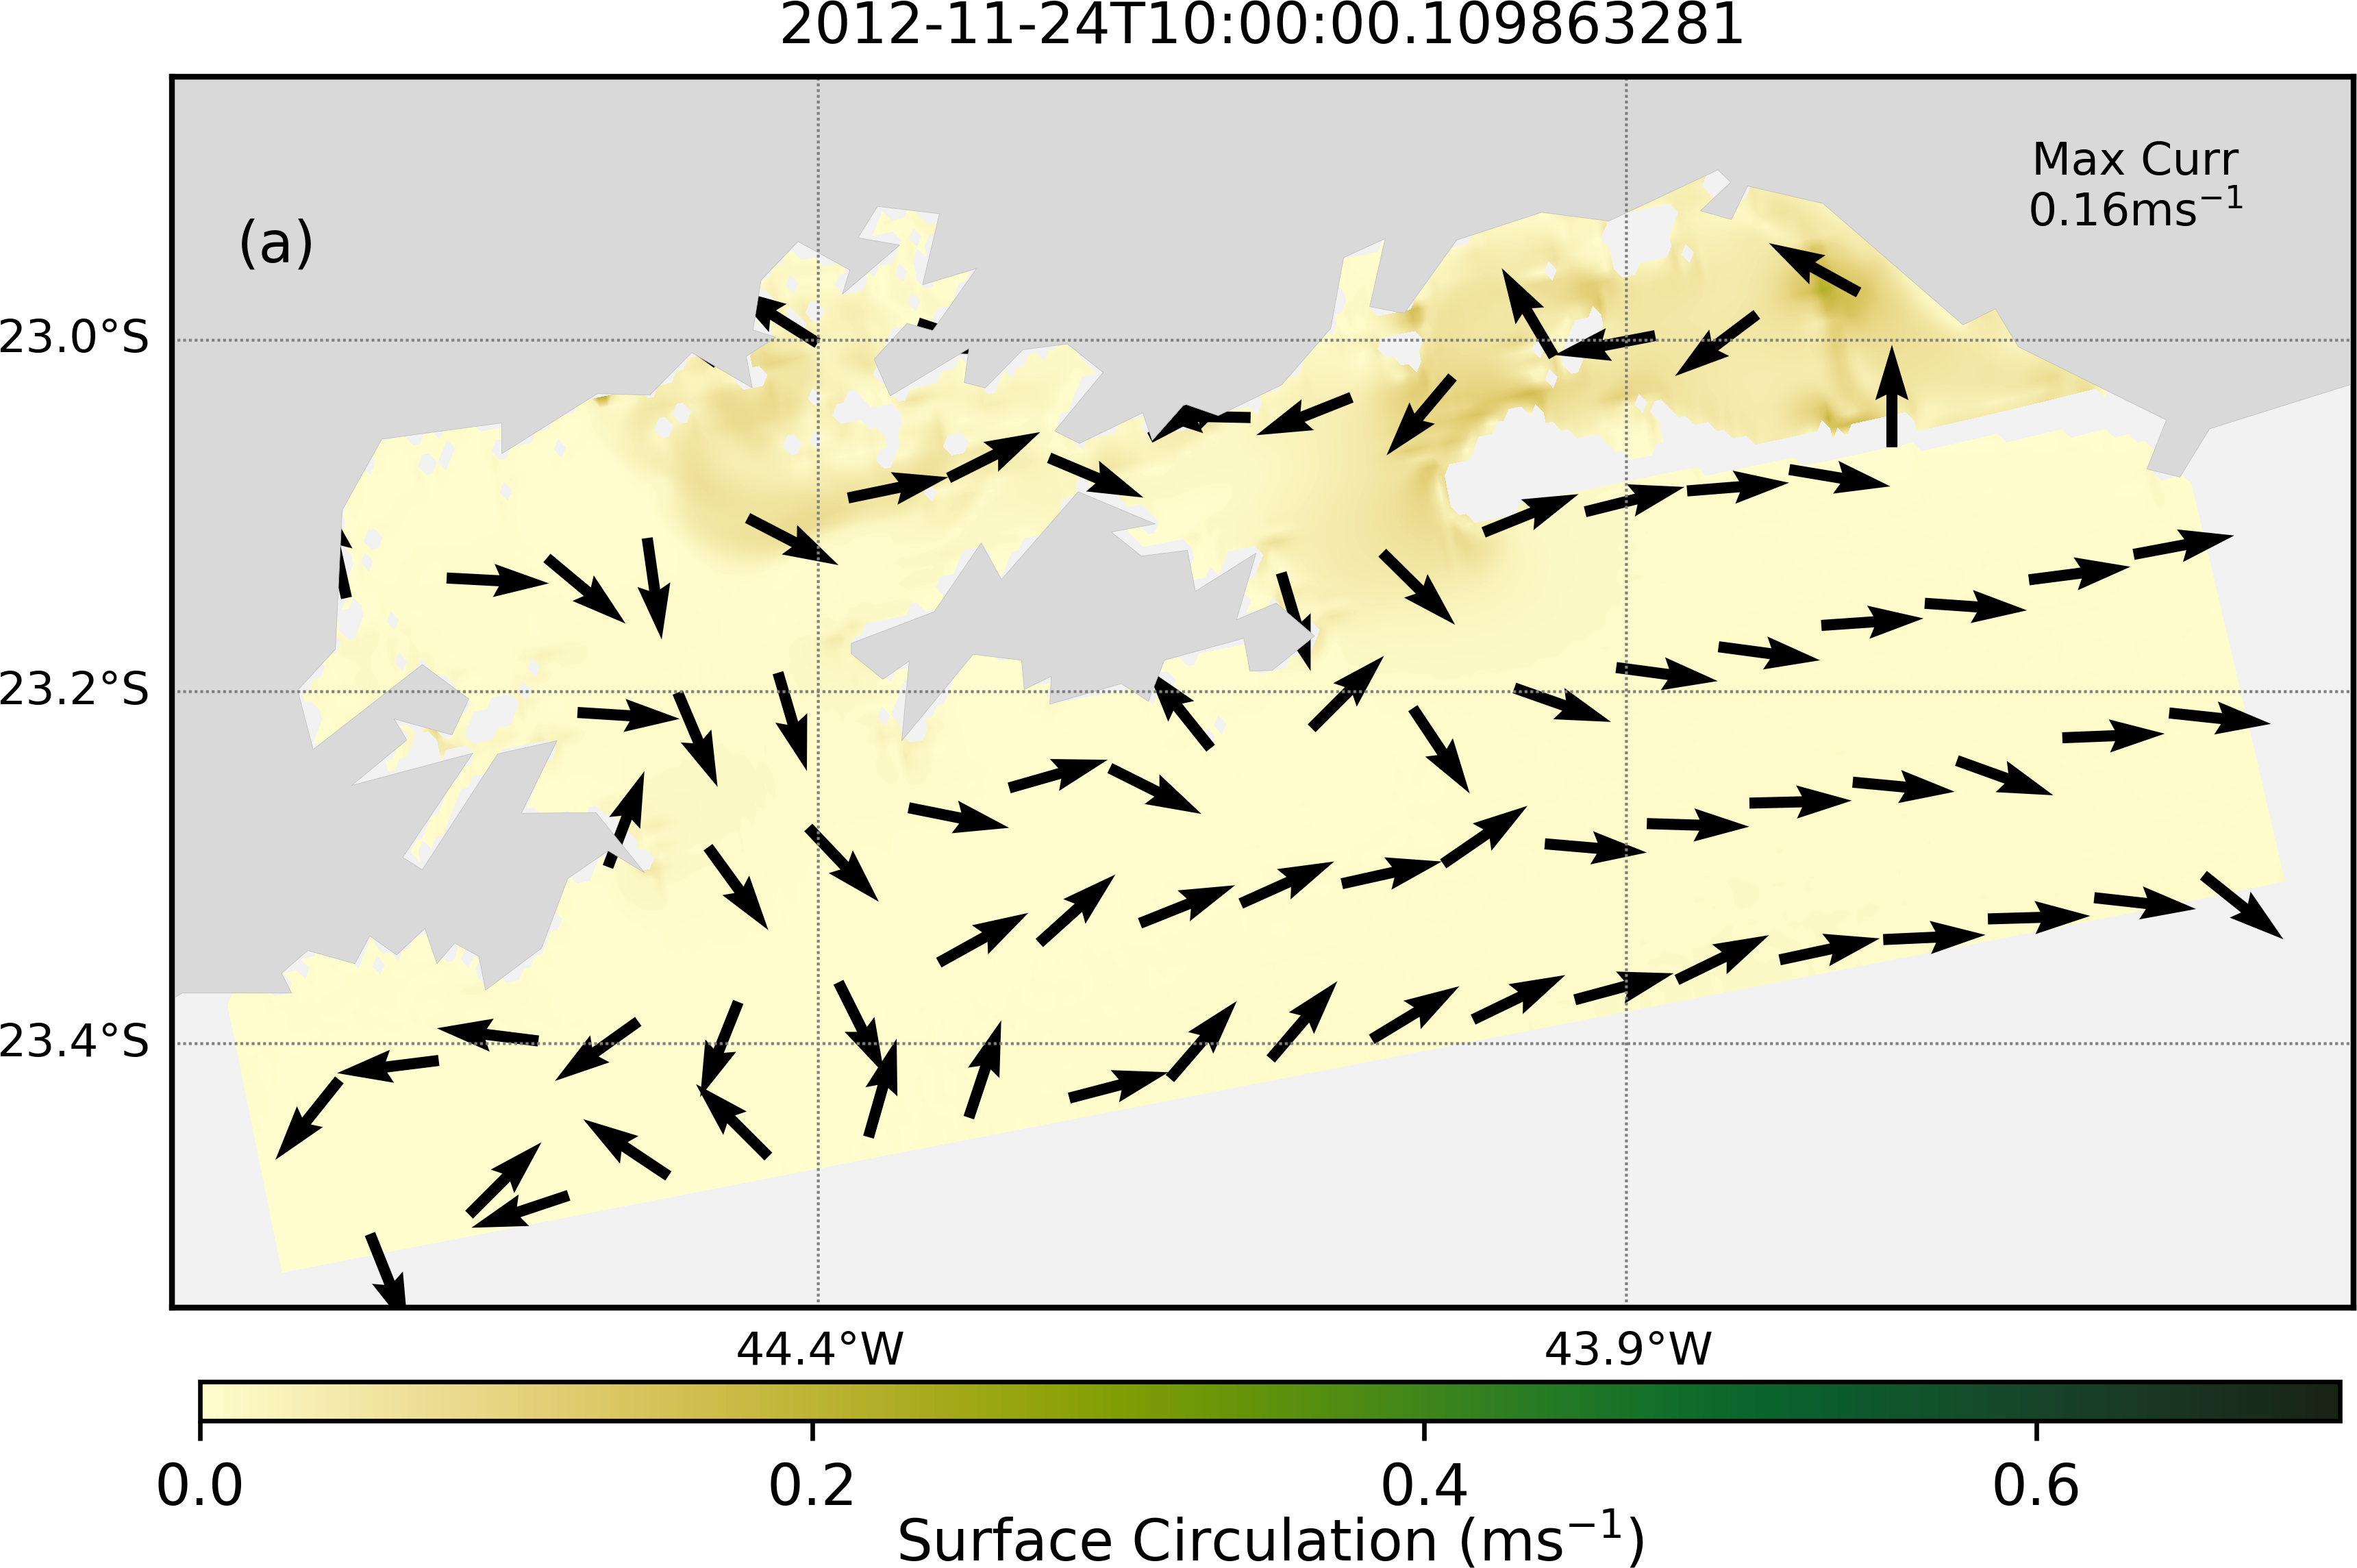 2012-11-24T10:00:00.109863281
Max Curr
0.16ms⁻¹
(a)
23.0°S
23.2°S
23.4°S
44.4°W 43.9°W
0.0 0.2 0.4 0.6
Surface Circulation (ms⁻¹)